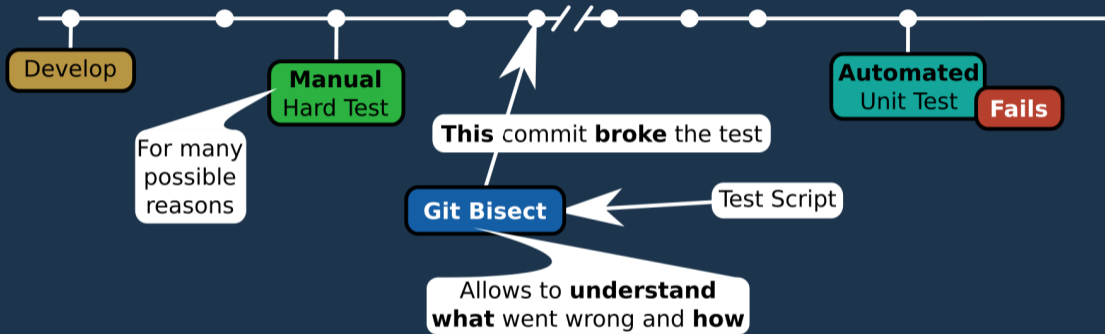 Develop
Manual
Hard Test
Automated
Unit Test
Fails
For many
possible
reasons
This commit broke the test
Git Bisect
Test Script
Allows to understand
what went wrong and how